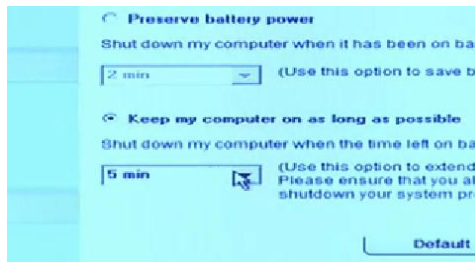 Preserve battery power
Shut down my computer when it has been on ba
2 min
(Use this option to save b
Keep my computer on as long as possible
Shut down my computer when the time left on ba
5 min
(Use this option to extend
Please ensure that you al
shutdown your system pr
Default